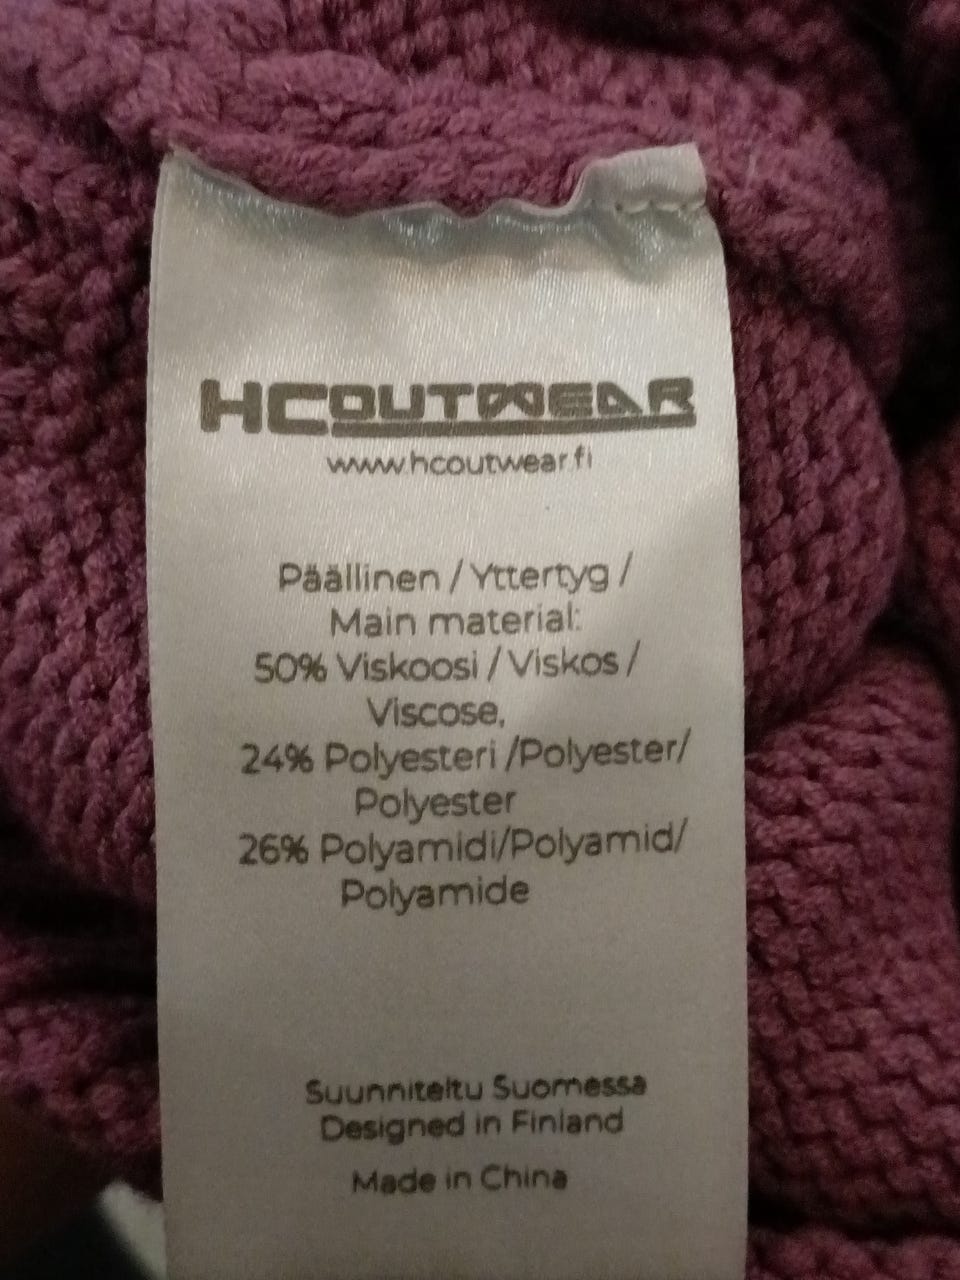 HCOUTWEAR
www.hcoutwear.fi
Päällinen / Yttertyg /
Main material:
50% Viskoosi / Viskos /
Viscose,
24% Polyesteri /Polyester/
Polyester
26% Polyamidi/Polyamid/
Polyamide
Suunniteltu Suomessa
Designed in Finland
Made in China